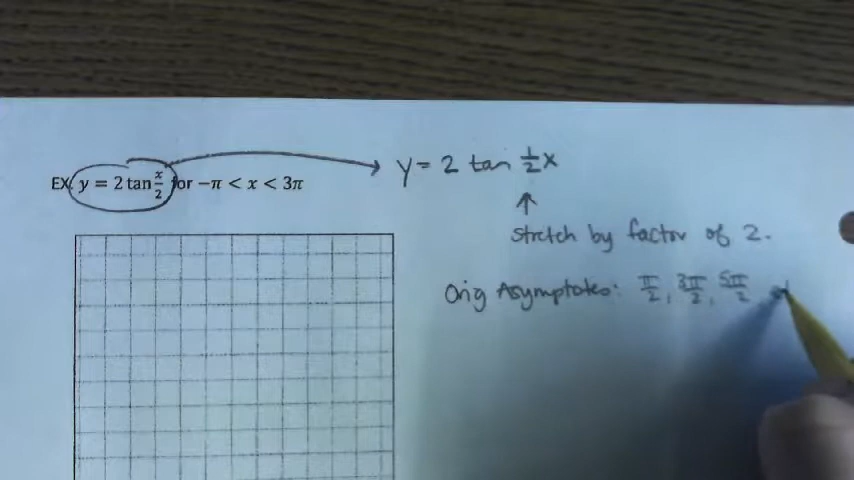 EX. y = 2 tan x/2 for −π < x < 3π
y = 2 tan 1/2 x
stretch by factor of 2.
Orig Asymptotes: π/2, 3π/2, 5π/2